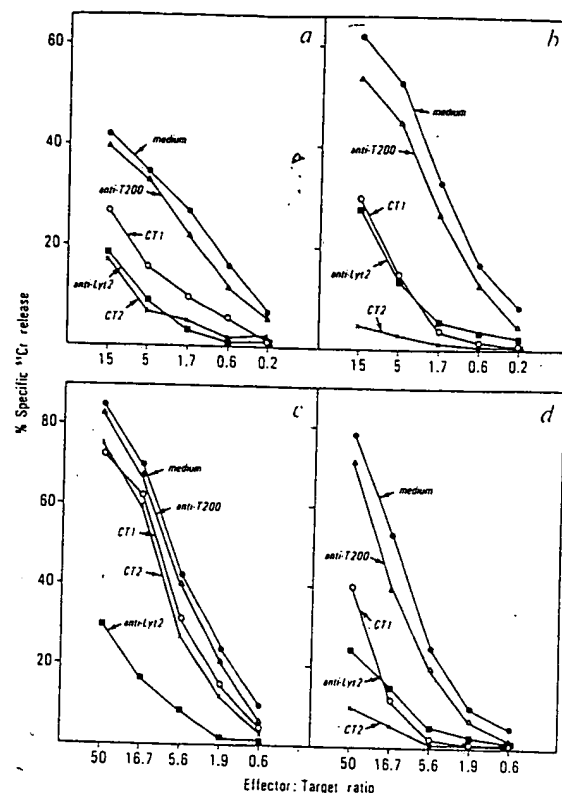 a
b
60
40
20
medium
anti-T200
CT1
anti-Lyt2
CT2
15 5 1.7 0.6 0.2
medium
anti-T200
CT1
anti-Lyt2
CT2
15 5 1.7 0.6 0.2
% Specific ⁵¹Cr release
c
d
80
60
40
20
medium
anti-T200
CT1
CT2
anti-Lyt2
50 16.7 5.6 1.9 0.6
medium
anti-T200
CT1
anti-Lyt2
CT2
50 16.7 5.6 1.9 0.6
Effector: Target ratio